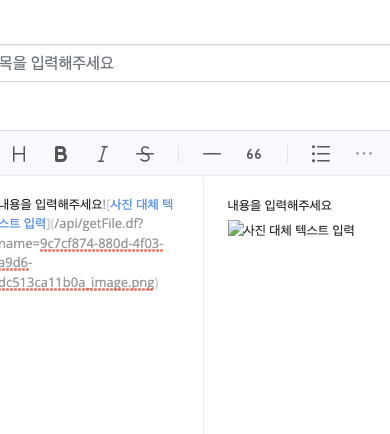 목을 입력해주세요
H B I S — 66
내용을 입력해주세요![사진 대체 텍
스트 입력](/api/getFile.df?
name=9c7cf874-880d-4f03-
a9d6-
dc513ca11b0a_image.png)
내용을 입력해주세요
사진 대체 텍스트 입력